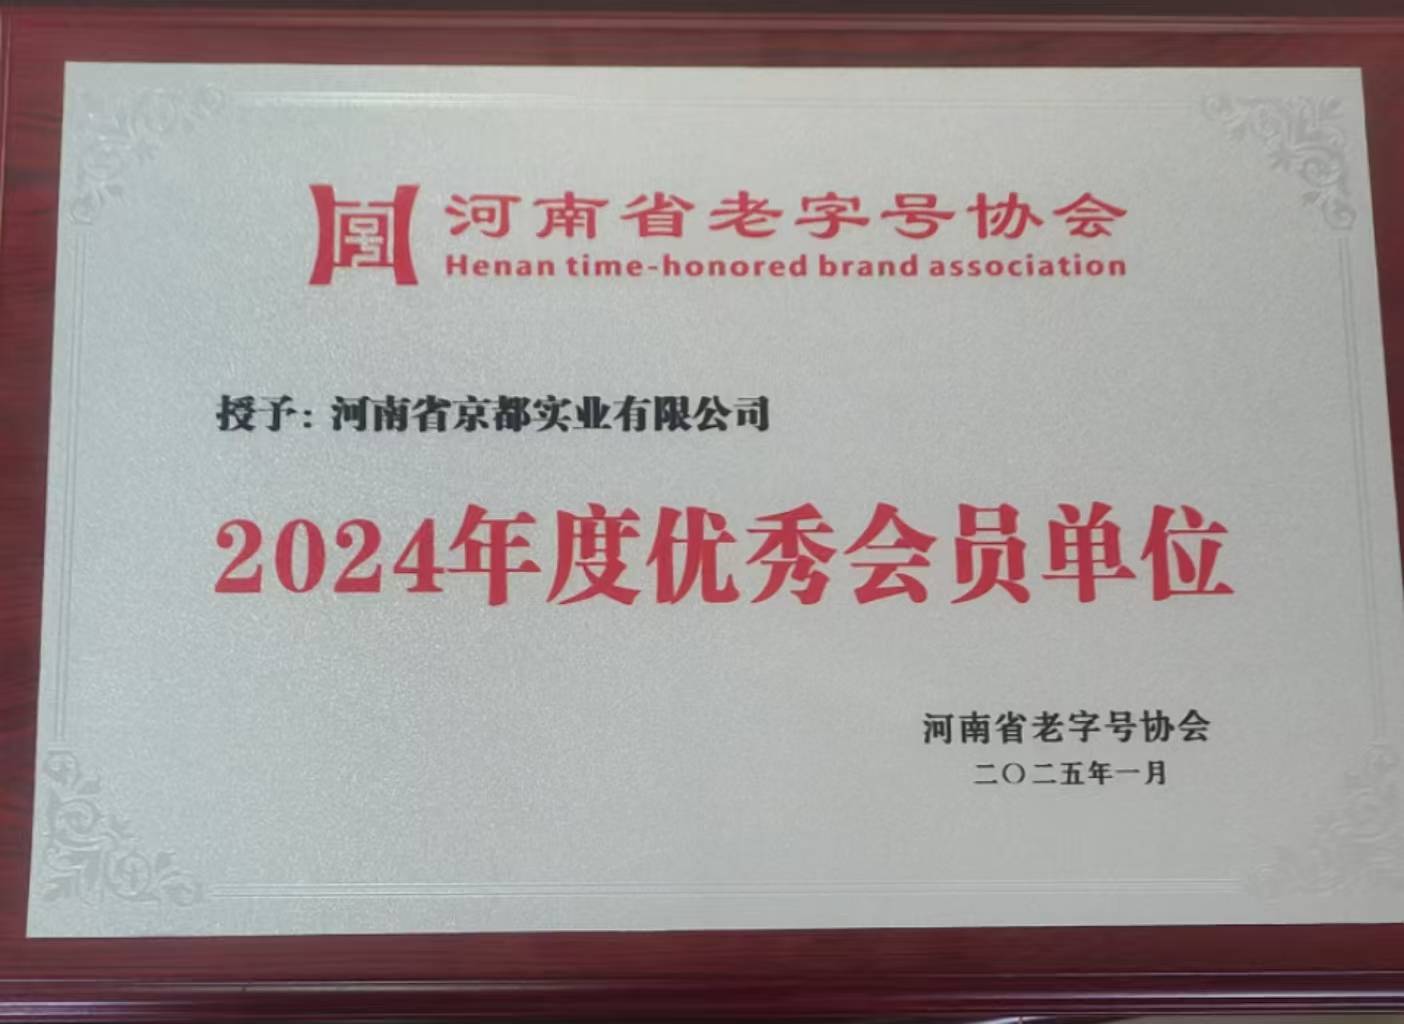 河南省老字号协会
Henan time-honored brand association
授予：河南省京都实业有限公司
2024年度优秀会员单位
河南省老字号协会
二〇二五年一月